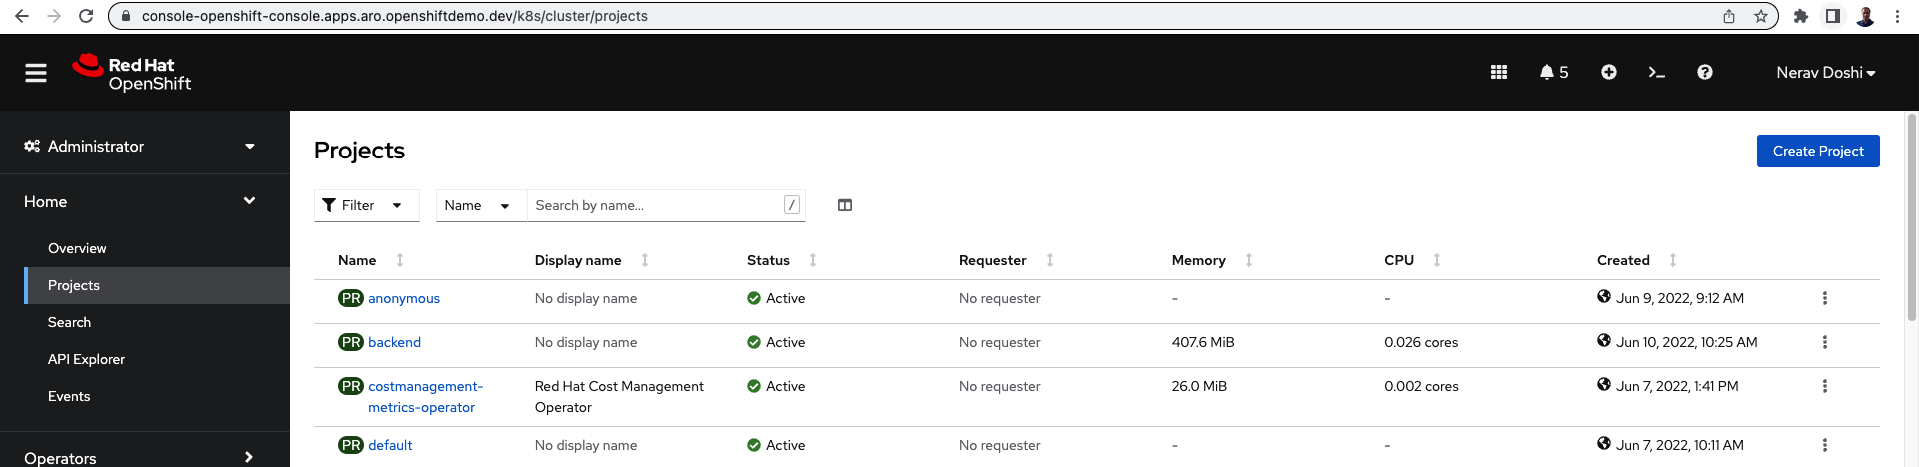 console-openshift-console.apps.aro.openshiftdemo.dev/k8s/cluster/projects
Red Hat
OpenShift
5
Nerav Doshi
Administrator
Home
Overview
Projects
Search
API Explorer
Events
Operators
Projects
Create Project
Filter
Name
Search by name...
/
Name Display name Status Requester Memory CPU Created
PR anonymous No display name Active No requester - - Jun 9, 2022, 9:12 AM
PR backend No display name Active No requester 407.6 MiB 0.026 cores Jun 10, 2022, 10:25 AM
PR costmanagement- Red Hat Cost Management Active No requester 26.0 MiB 0.002 cores Jun 7, 2022, 1:41 PM
metrics-operator Operator
PR default No display name Active No requester - - Jun 7, 2022, 10:11 AM